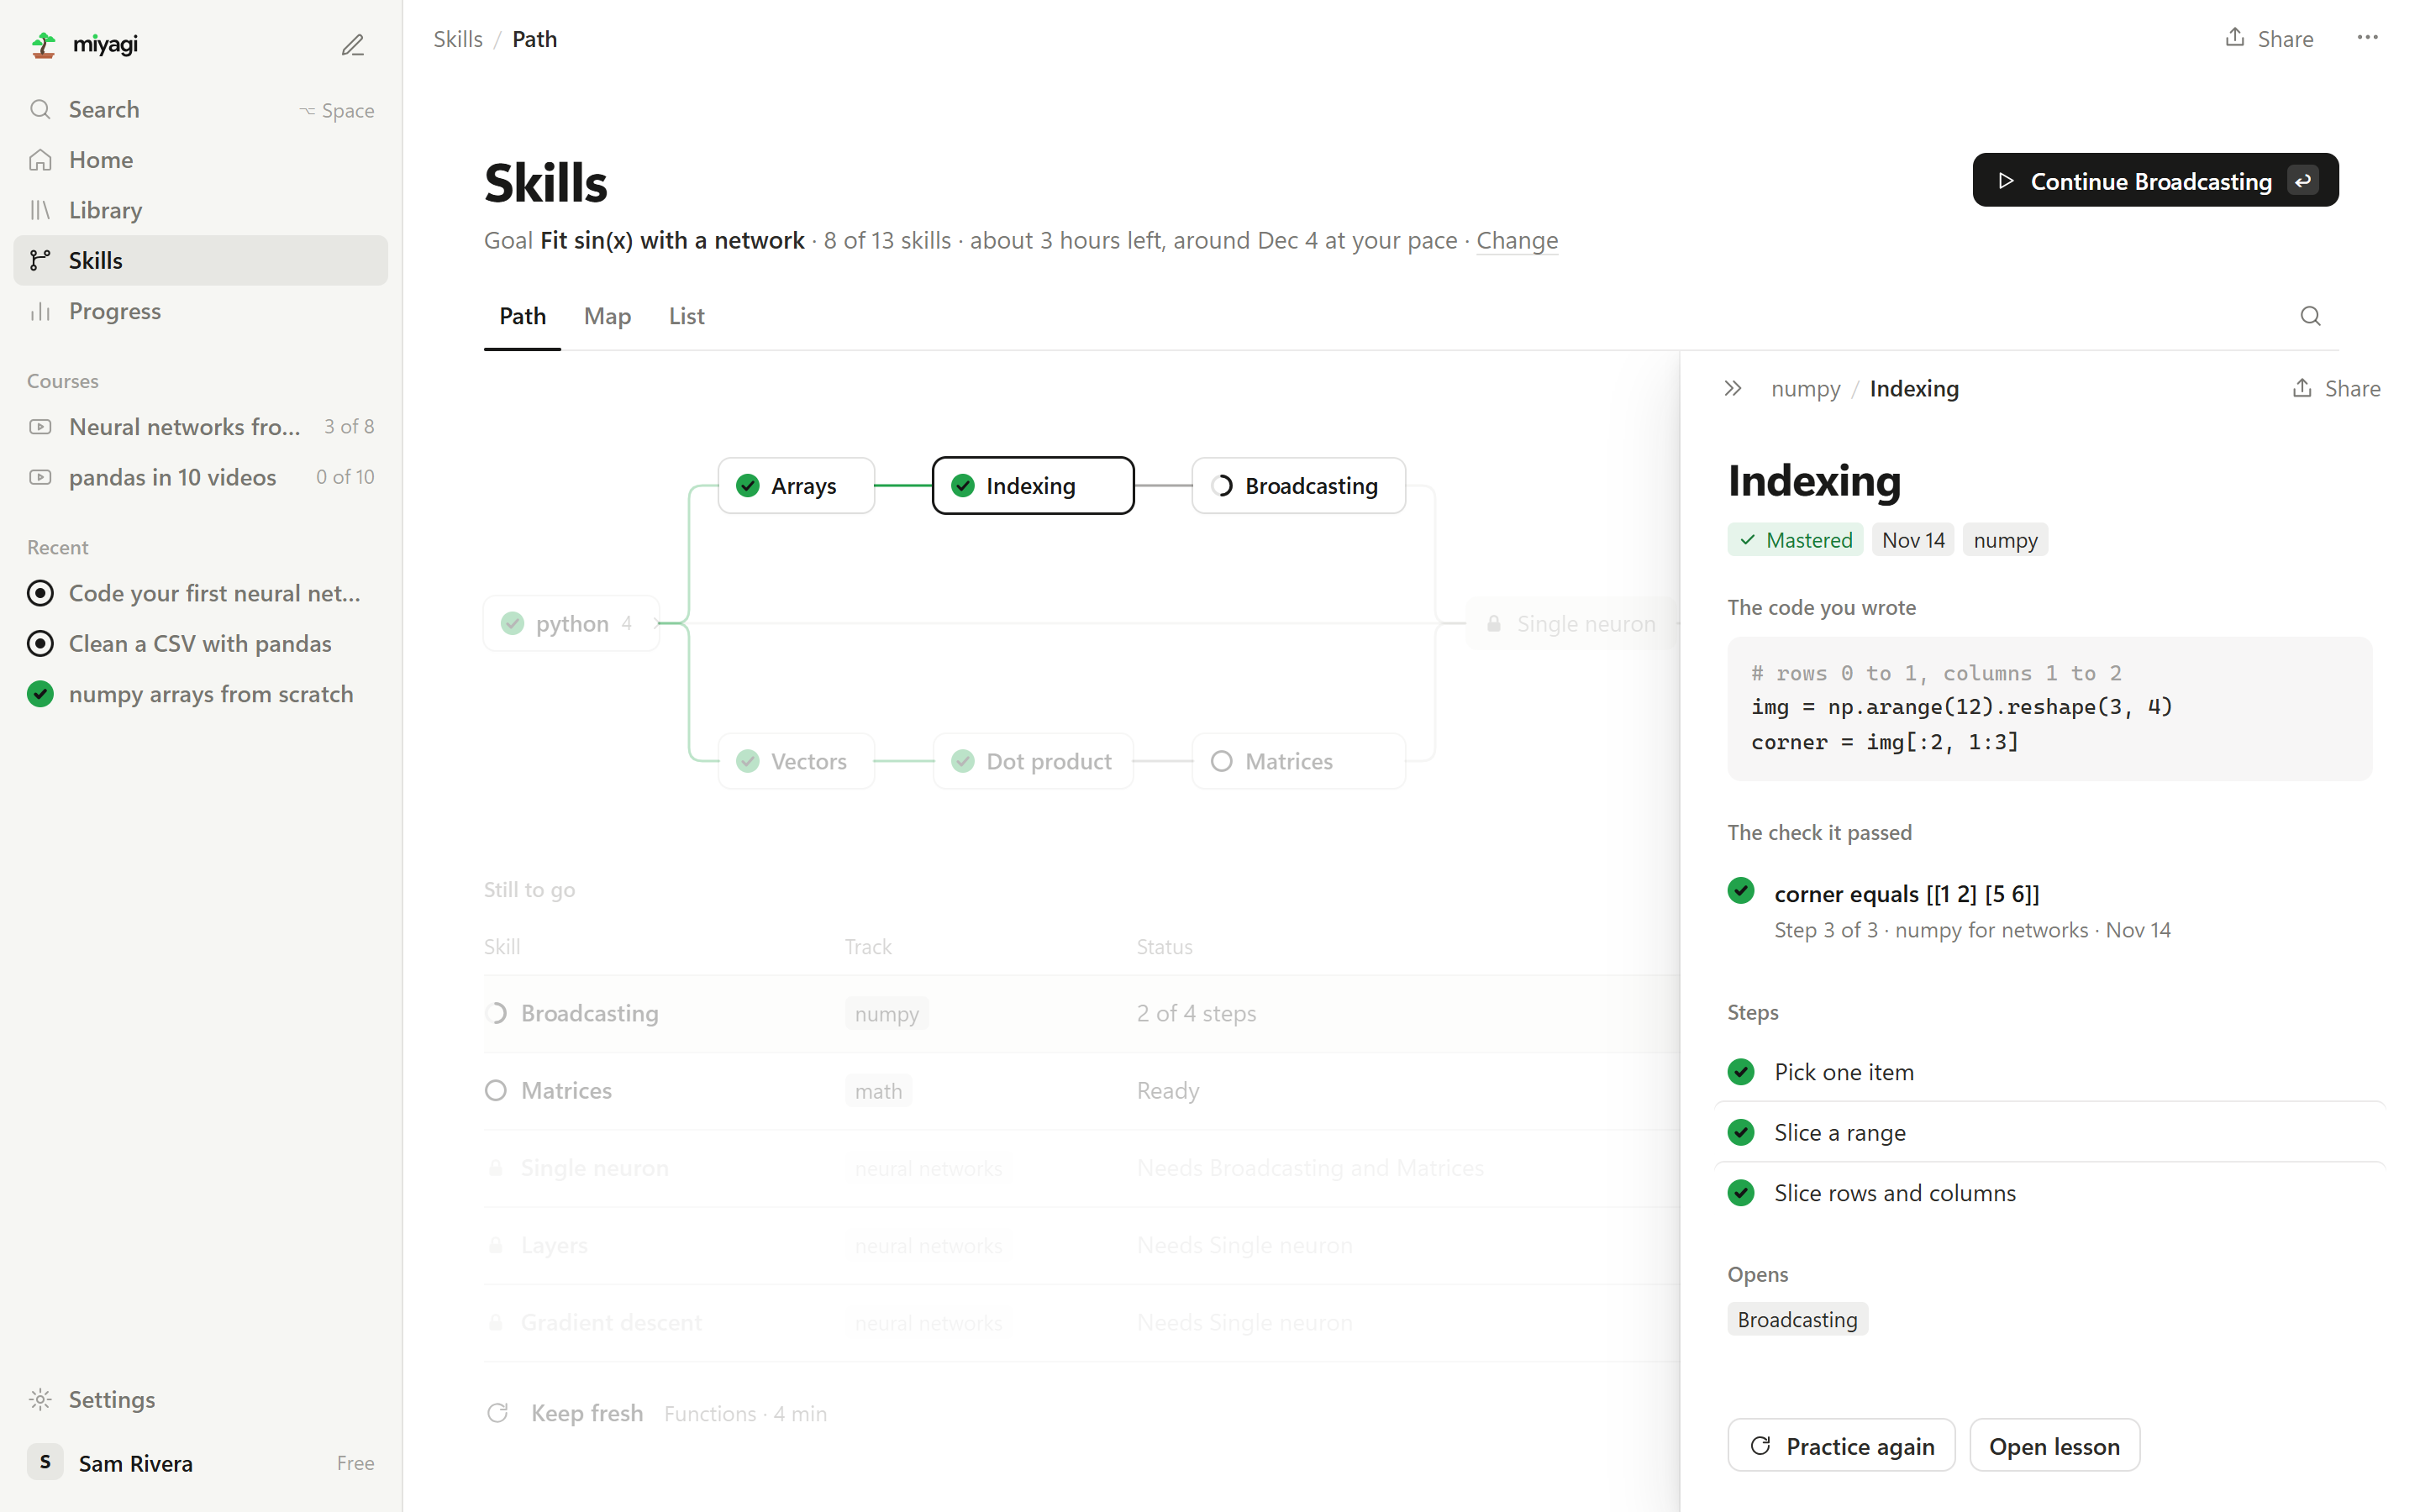 miyagi
Search ⌥ Space
Home
Library
Skills
Progress
Courses
Neural networks fro... 3 of 8
pandas in 10 videos 0 of 10
Recent
Code your first neural net...
Clean a CSV with pandas
numpy arrays from scratch
Settings
S Sam Rivera Free
Skills / Path
Share
Skills
Continue Broadcasting
Goal Fit sin(x) with a network · 8 of 13 skills · about 3 hours left, around Dec 4 at your pace · Change
Path Map List
Arrays Indexing Broadcasting
python 4 Single neuron
Vectors Dot product Matrices
Still to go
Skill Track Status
Broadcasting numpy 2 of 4 steps
Matrices math Ready
Single neuron neural networks Needs Broadcasting and Matrices
Layers neural networks Needs Single neuron
Gradient descent neural networks Needs Single neuron
Keep fresh Functions · 4 min
numpy / Indexing Share
Indexing
Mastered Nov 14 numpy
The code you wrote
# rows 0 to 1, columns 1 to 2
img = np.arange(12).reshape(3, 4)
corner = img[:2, 1:3]
The check it passed
corner equals [[1 2] [5 6]]
Step 3 of 3 · numpy for networks · Nov 14
Steps
Pick one item
Slice a range
Slice rows and columns
Opens
Broadcasting
Practice again Open lesson